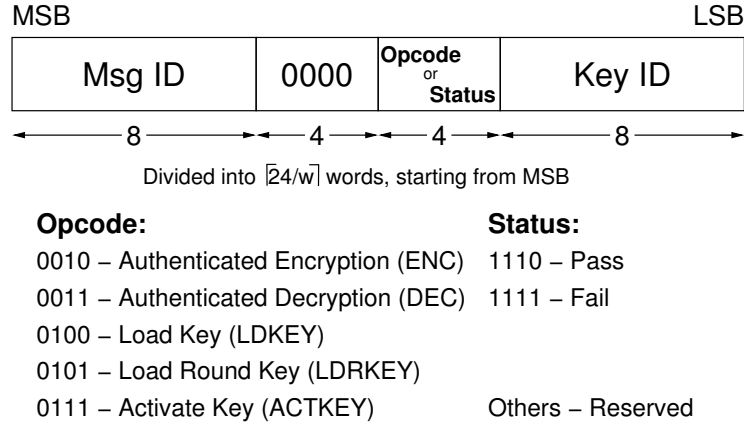 MSB LSB
Msg ID 0000 Opcode or Status Key ID
8 4 4 8
Divided into ⌈24/w⌉ words, starting from MSB
Opcode: Status:
0010 − Authenticated Encryption (ENC) 1110 − Pass
0011 − Authenticated Decryption (DEC) 1111 − Fail
0100 − Load Key (LDKEY)
0101 − Load Round Key (LDRKEY)
0111 − Activate Key (ACTKEY) Others − Reserved